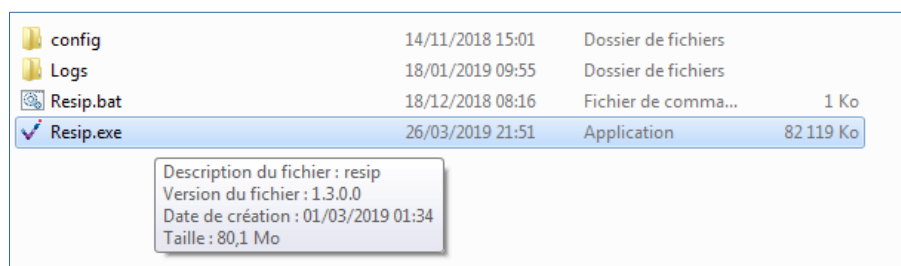 config 14/11/2018 15:01 Dossier de fichiers
Logs 18/01/2019 09:55 Dossier de fichiers
Resip.bat 18/12/2018 08:16 Fichier de comma... 1 Ko
Resip.exe 26/03/2019 21:51 Application 82 119 Ko
Description du fichier : resip
Version du fichier : 1.3.0.0
Date de création : 01/03/2019 01:34
Taille : 80,1 Mo